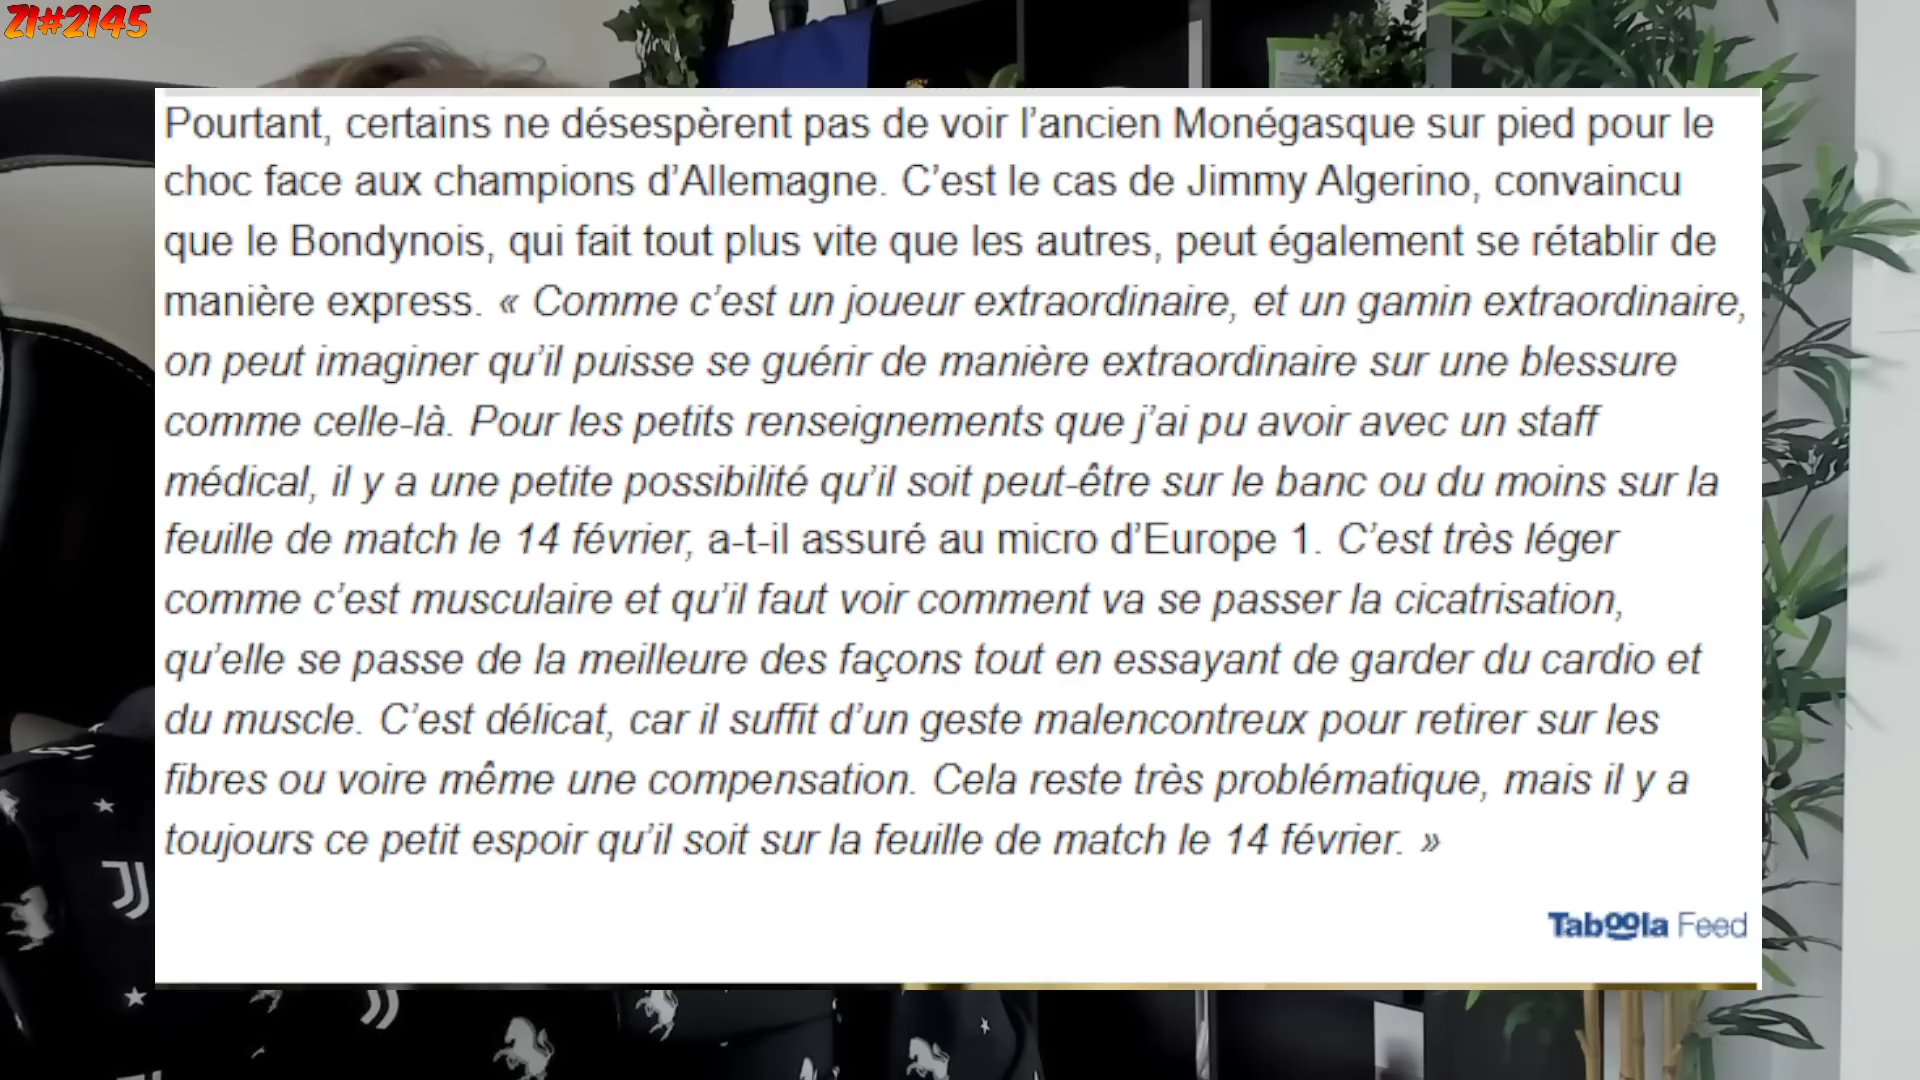 Z1#2145
Pourtant, certains ne désespèrent pas de voir l’ancien Monégasque sur pied pour le
choc face aux champions d’Allemagne. C’est le cas de Jimmy Algerino, convaincu
que le Bondynois, qui fait tout plus vite que les autres, peut également se rétablir de
manière express. « Comme c’est un joueur extraordinaire, et un gamin extraordinaire,
on peut imaginer qu’il puisse se guérir de manière extraordinaire sur une blessure
comme celle-là. Pour les petits renseignements que j’ai pu avoir avec un staff
médical, il y a une petite possibilité qu’il soit peut-être sur le banc ou du moins sur la
feuille de match le 14 février, a-t-il assuré au micro d’Europe 1. C’est très léger
comme c’est musculaire et qu’il faut voir comment va se passer la cicatrisation,
qu’elle se passe de la meilleure des façons tout en essayant de garder du cardio et
du muscle. C’est délicat, car il suffit d’un geste malencontreux pour retirer sur les
fibres ou voire même une compensation. Cela reste très problématique, mais il y a
toujours ce petit espoir qu’il soit sur la feuille de match le 14 février. »
Taboola Feed